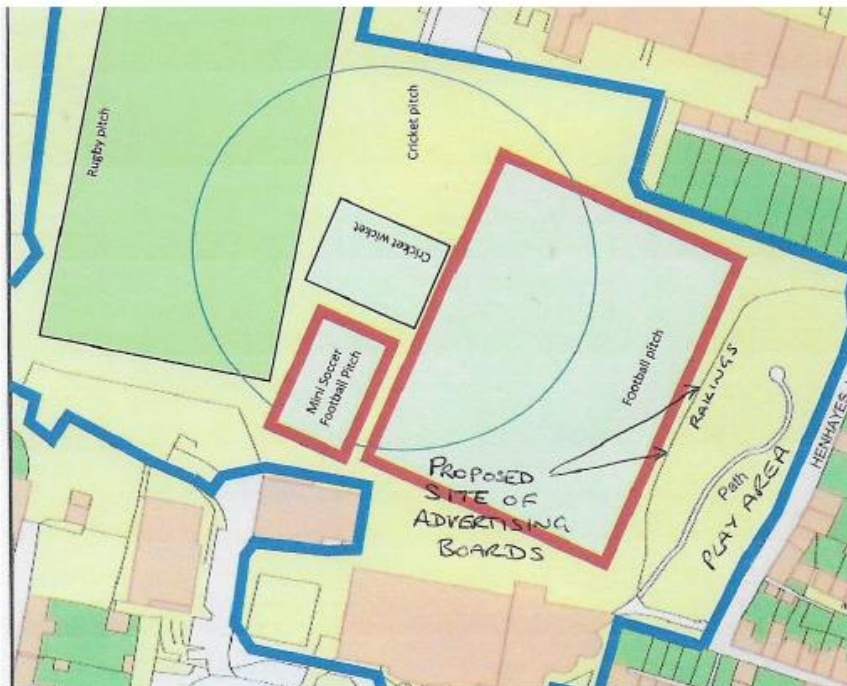 Rugby pitch
Cricket pitch
Cricket wicket
Mini Soccer
Football Pitch
Football pitch
RAKINGS
PROPOSED
SITE OF
ADVERTISING
BOARDS
Path
PLAY AREA
HENHAYES